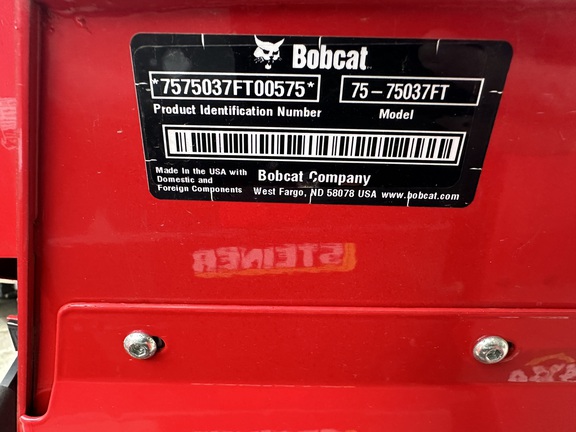 Bobcat
*7575037FT00575* 75-75037FT
Product Identification Number Model
Made in the USA with
Domestic and
Foreign Components
Bobcat Company
West Fargo, ND 58078 USA www.bobcat.com
STEINER